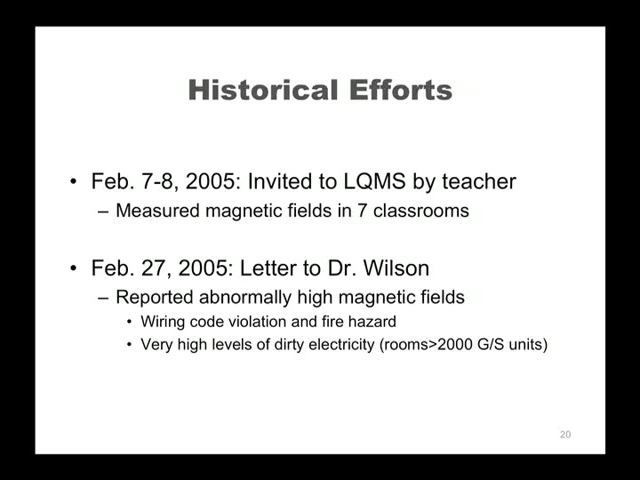 Historical Efforts
• Feb. 7-8, 2005: Invited to LQMS by teacher
– Measured magnetic fields in 7 classrooms
• Feb. 27, 2005: Letter to Dr. Wilson
– Reported abnormally high magnetic fields
• Wiring code violation and fire hazard
• Very high levels of dirty electricity (rooms>2000 G/S units)
20